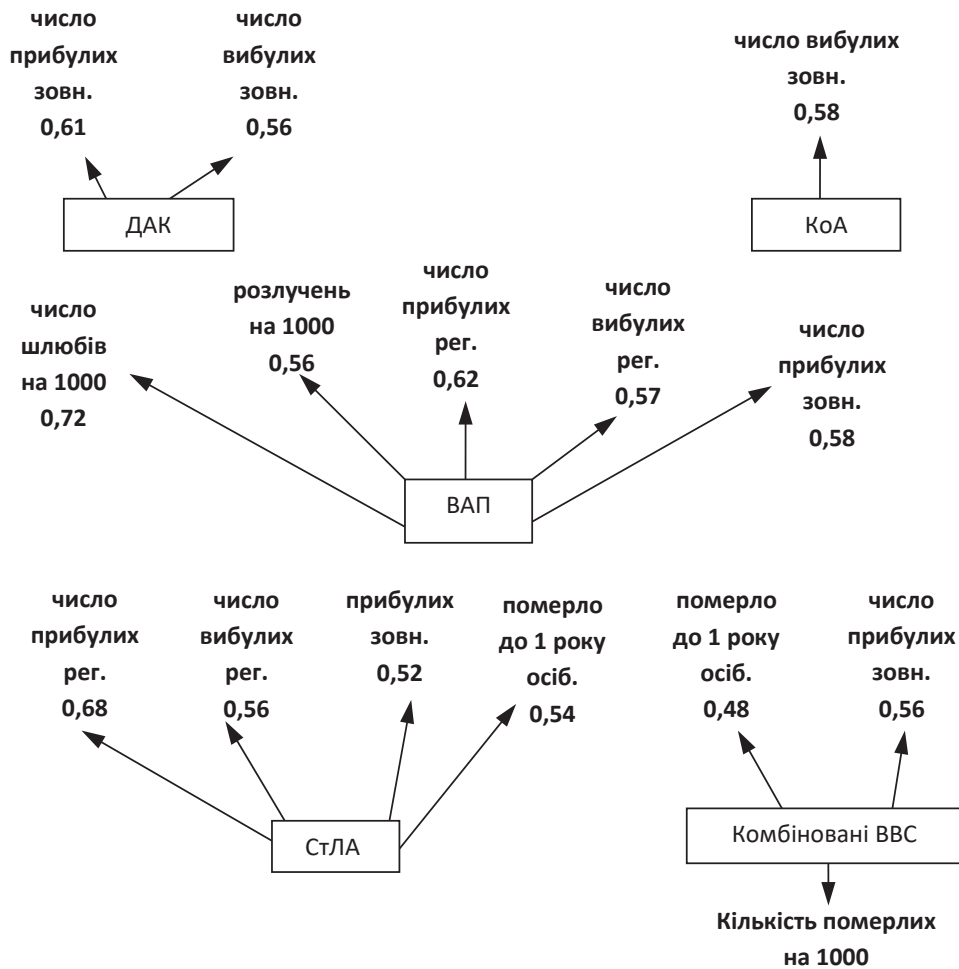 число
прибулих
зовн.
0,61
число
вибулих
зовн.
0,56
число вибулих
зовн.
0,58
ДАК
КоА
число
шлюбів
на 1000
0,72
розлучень
на 1000
0,56
число
прибулих
рег.
0,62
число
вибулих
рег.
0,57
число
прибулих
зовн.
0,58
ВАП
число
прибулих
рег.
0,68
число
вибулих
рег.
0,56
прибулих
зовн.
0,52
померло
до 1 року
осіб.
0,54
померло
до 1 року
осіб.
0,48
число
прибулих
зовн.
0,56
СтЛА
Комбіновані ВВС
Кількість померлих
на 1000